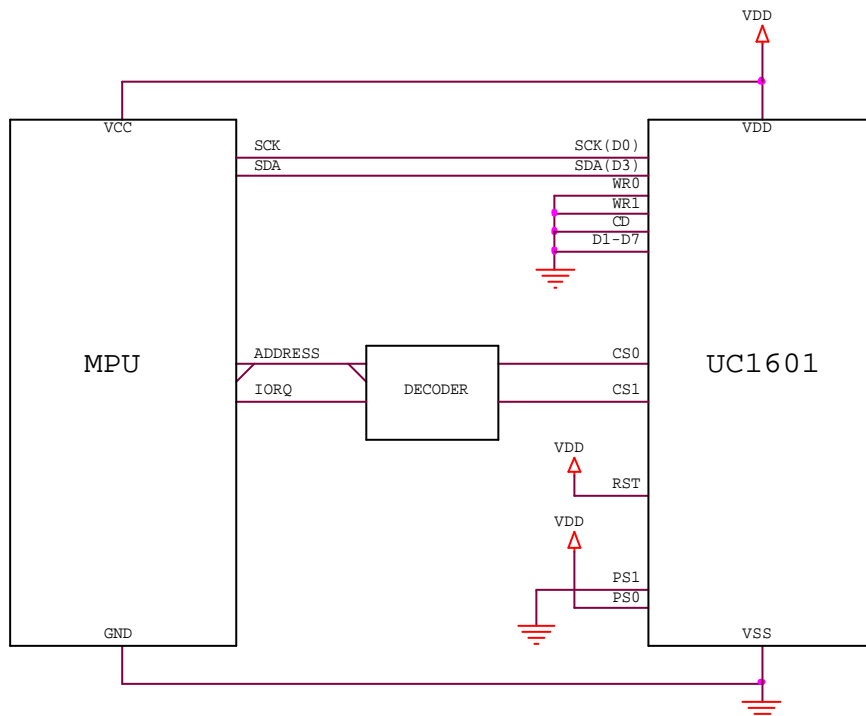 VDD
VCC
VDD
SCK
SCK(D0)
SDA
SDA(D3)
WR0
WR1
CD
D1-D7
ADDRESS
CS0
MPU
DECODER
UC1601
IORQ
CS1
VDD
RST
VDD
PS1
PS0
GND
VSS